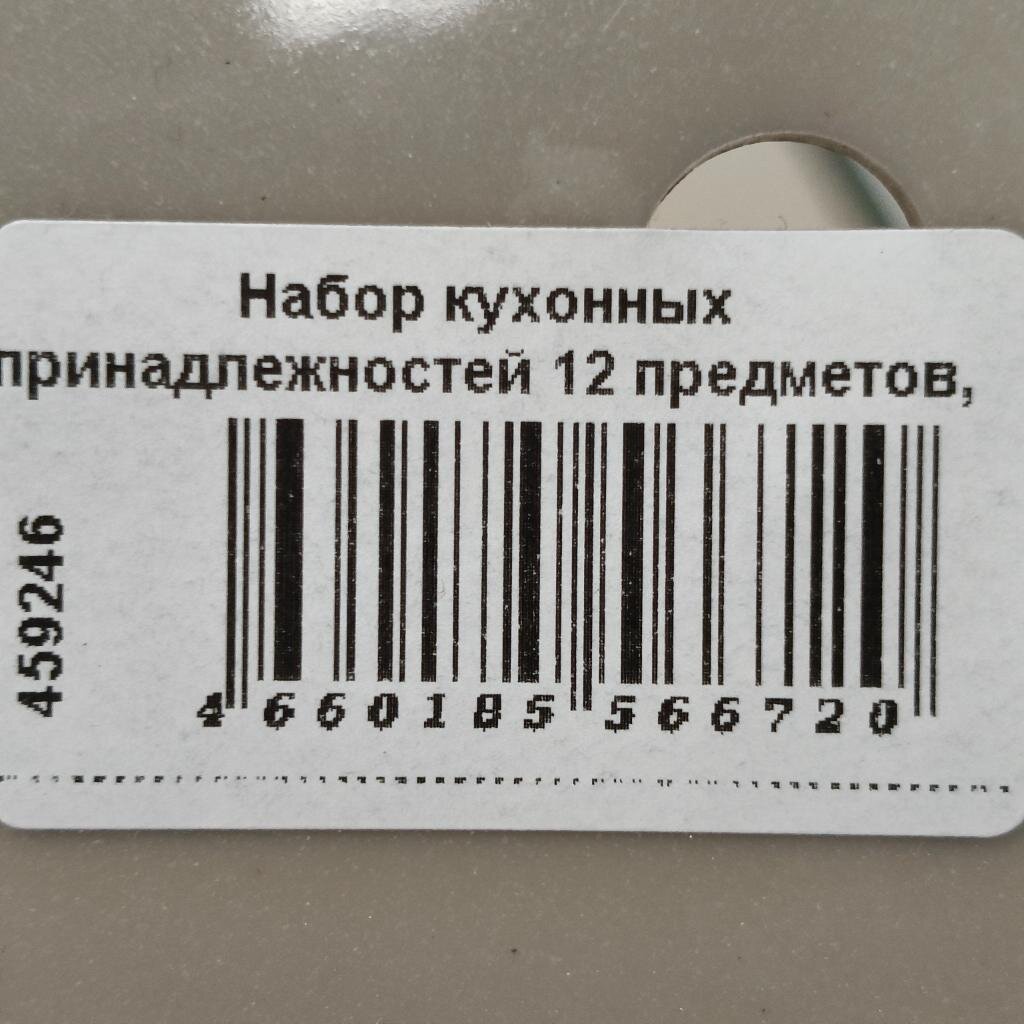 Набор кухонных
принадлежностей 12 предметов,
459246
4 660185 566720